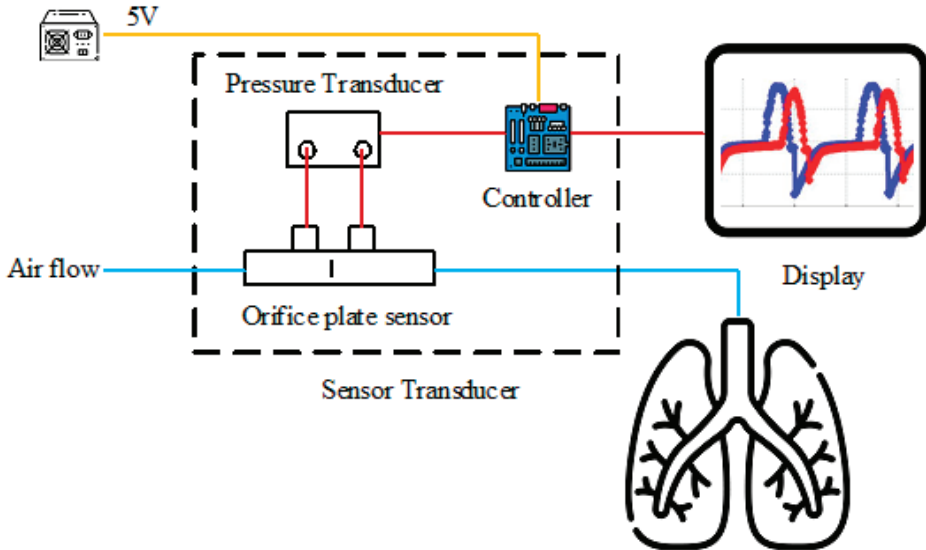 5V
Pressure Transducer
Controller
Air flow
Display
Orifice plate sensor
Sensor Transducer